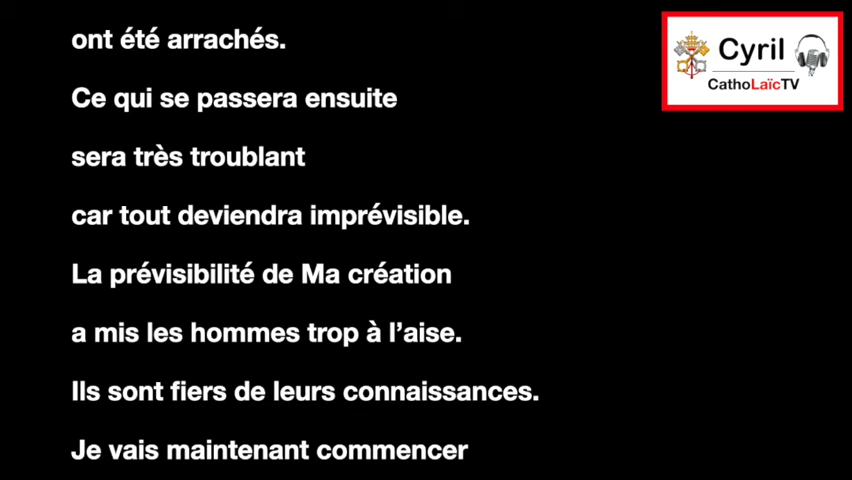 ont été arrachés.
Ce qui se passera ensuite
sera très troublant
car tout deviendra imprévisible.
La prévisibilité de Ma création
a mis les hommes trop à l’aise.
Ils sont fiers de leurs connaissances.
Je vais maintenant commencer
Cyril
CathoLaïcTV